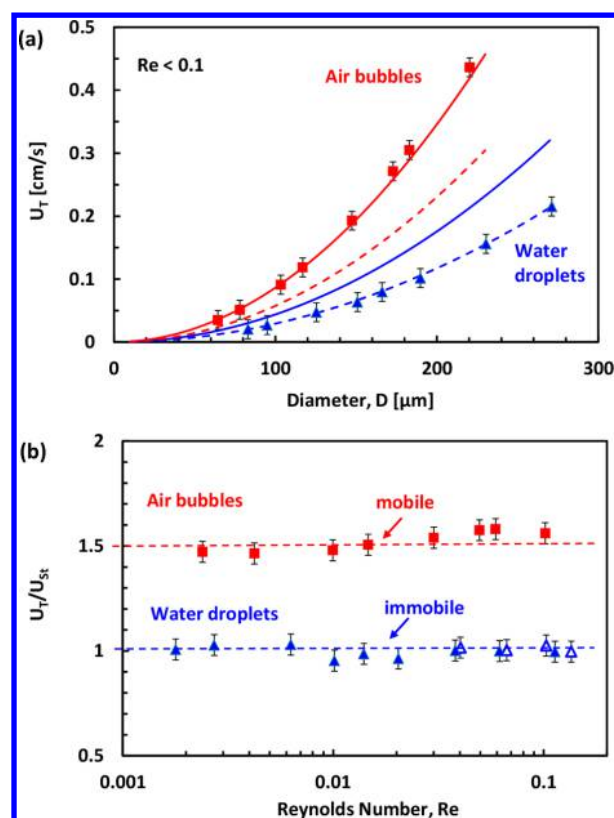 (a)
Re < 0.1
Air bubbles
Water
droplets
0.5
0.4
0.3
0.2
0.1
0
U_T [cm/s]
0 100 200 300
Diameter, D [µm]
(b)
2
1.5
1
0.5
Air bubbles
mobile
Water droplets
immobile
U_T/U_St
0.001 0.01 0.1
Reynolds Number, Re